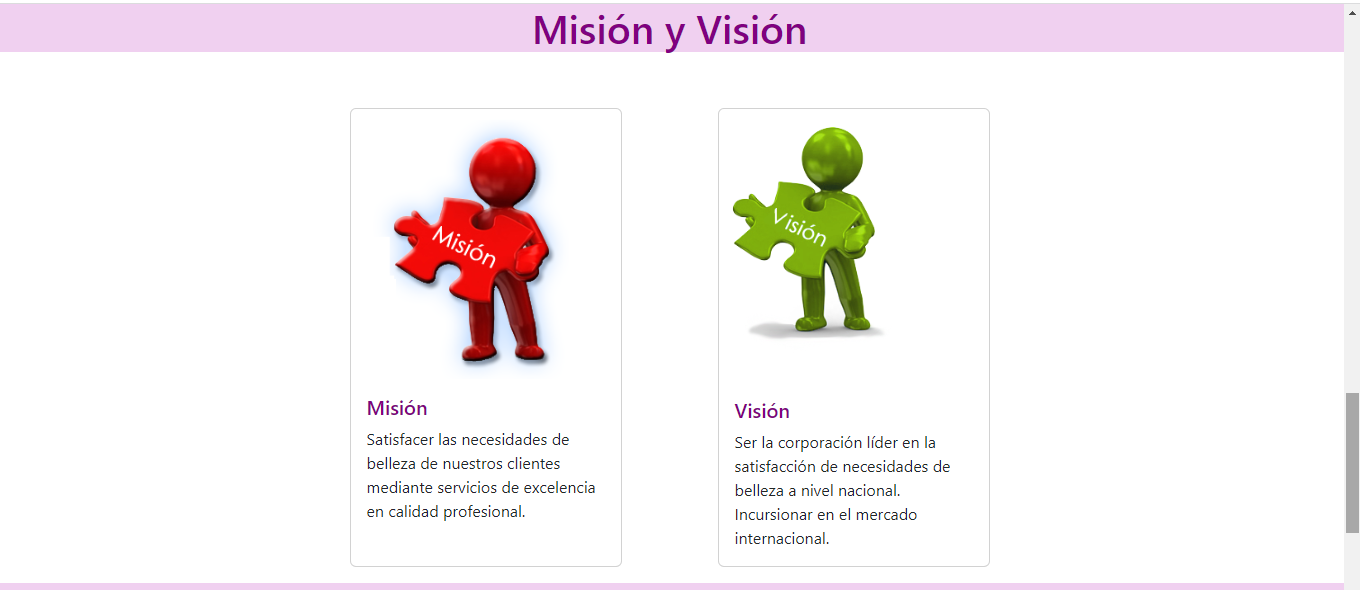 Misión y Visión
Misión
Visión
Misión
Satisfacer las necesidades de
belleza de nuestros clientes
mediante servicios de excelencia
en calidad profesional.
Visión
Ser la corporación líder en la
satisfacción de necesidades de
belleza a nivel nacional.
Incursionar en el mercado
internacional.